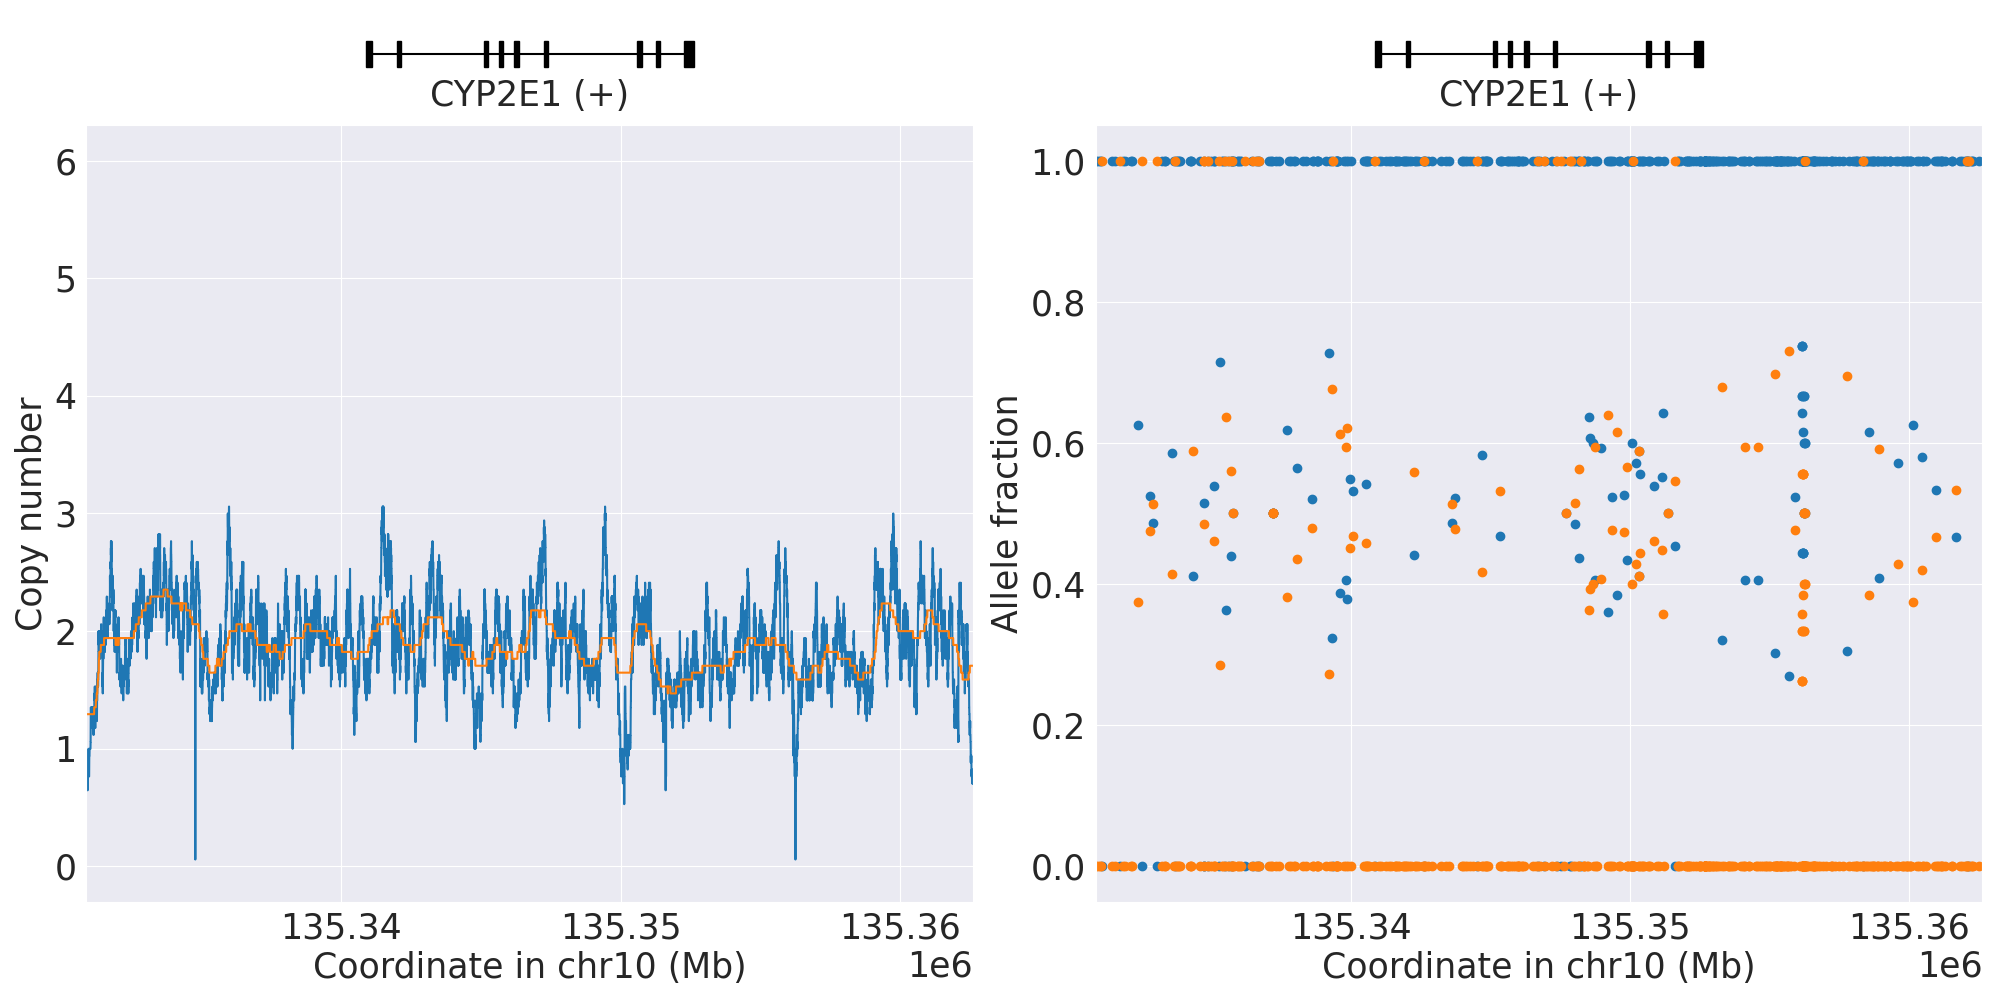 CYP2E1 (+)
6
5
4
3
2
1
0
Copy number
135.34 135.35 135.36
Coordinate in chr10 (Mb)
1e6
CYP2E1 (+)
1.0
0.8
0.6
0.4
0.2
0.0
Allele fraction
135.34 135.35 135.36
Coordinate in chr10 (Mb)
1e6